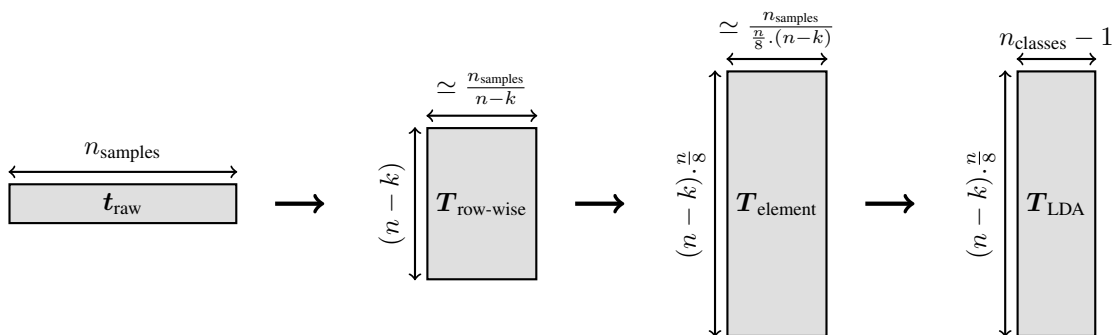 n_samples
t_raw
≃ n_samples / n−k
(n − k)
T_row-wise
≃ n_samples / n/8 .(n−k)
(n − k). n/8
T_element
n_classes − 1
(n − k). n/8
T_LDA